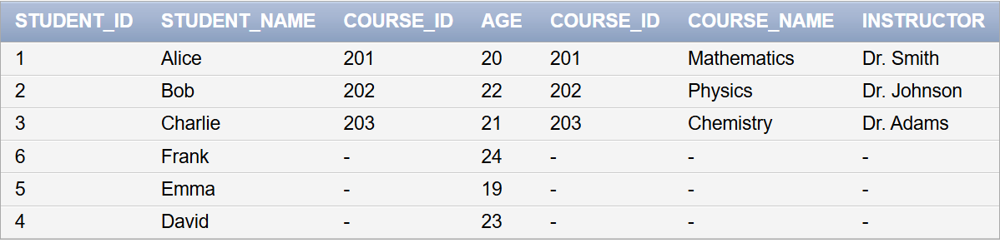 STUDENT_ID STUDENT_NAME COURSE_ID AGE COURSE_ID COURSE_NAME INSTRUCTOR
1 Alice 201 20 201 Mathematics Dr. Smith
2 Bob 202 22 202 Physics Dr. Johnson
3 Charlie 203 21 203 Chemistry Dr. Adams
6 Frank - 24 - - -
5 Emma - 19 - - -
4 David - 23 - - -